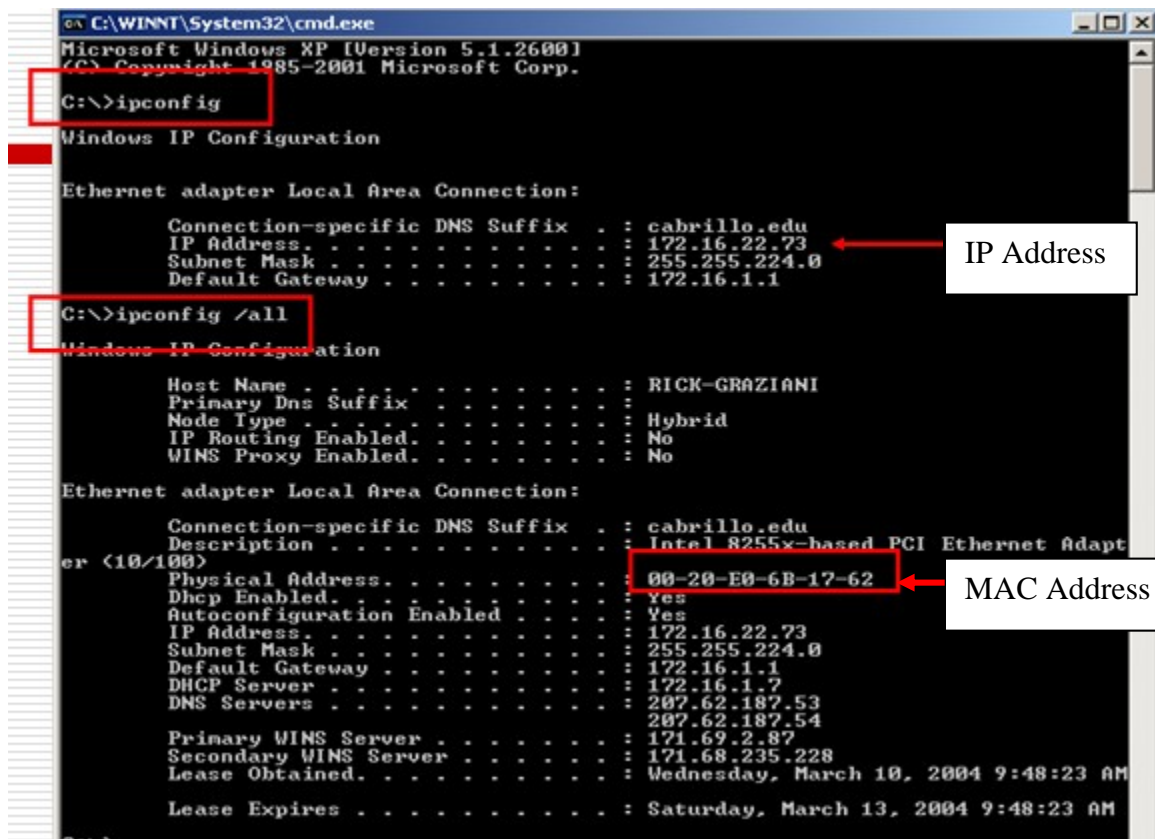 C:\WINNT\System32\cmd.exe
Microsoft Windows XP [Version 5.1.2600]
(C) Copyright 1985-2001 Microsoft Corp.
C:\>ipconfig
Windows IP Configuration
Ethernet adapter Local Area Connection:
Connection-specific DNS Suffix . : cabrillo.edu
IP Address. . . . . . . . . . . . : 172.16.22.73
IP Address
Subnet Mask . . . . . . . . . . . : 255.255.224.0
Default Gateway . . . . . . . . . : 172.16.1.1
C:\>ipconfig /all
Windows IP Configuration
Host Name . . . . . . . . . . . . : RICK-GRAZIANI
Primary Dns Suffix . . . . . . . :
Node Type . . . . . . . . . . . . : Hybrid
IP Routing Enabled. . . . . . . . : No
WINS Proxy Enabled. . . . . . . . : No
Ethernet adapter Local Area Connection:
Connection-specific DNS Suffix . : cabrillo.edu
Description . . . . . . . . . . . : Intel 8255x-based PCI Ethernet Adapt
er (10/100)
Physical Address. . . . . . . . . : 00-20-E0-6B-17-62
MAC Address
Dhcp Enabled. . . . . . . . . . . : Yes
Autoconfiguration Enabled . . . . : Yes
IP Address. . . . . . . . . . . . : 172.16.22.73
Subnet Mask . . . . . . . . . . . : 255.255.224.0
Default Gateway . . . . . . . . . : 172.16.1.1
DHCP Server . . . . . . . . . . . : 172.16.1.7
DNS Servers . . . . . . . . . . . : 207.62.187.53
207.62.187.54
Primary WINS Server . . . . . . . : 171.69.2.87
Secondary WINS Server . . . . . . : 171.68.235.228
Lease Obtained. . . . . . . . . . : Wednesday, March 10, 2004 9:48:23 AM
Lease Expires . . . . . . . . . . : Saturday, March 13, 2004 9:48:23 AM